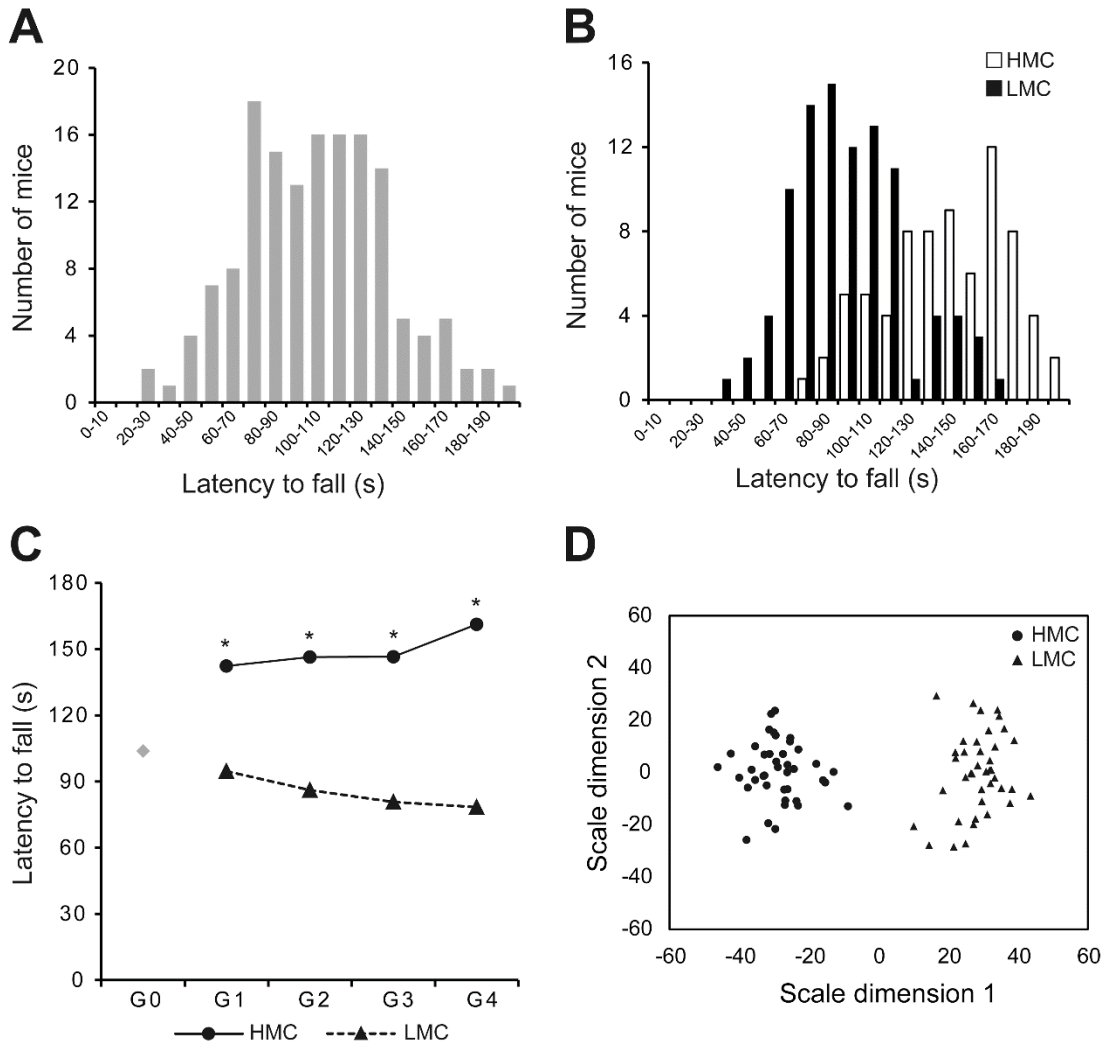 A
20
16
12
8
4
0
Number of mice
0-10
20-30
40-50
60-70
80-90
100-110
120-130
140-150
160-170
180-190
Latency to fall (s)
B
HMC
LMC
16
12
8
4
0
Number of mice
0-10
20-30
40-50
60-70
80-90
100-110
120-130
140-150
160-170
180-190
Latency to fall (s)
C
180
150
120
90
60
30
0
Latency to fall (s)
* * * *
G0 G1 G2 G3 G4
HMC LMC
D
HMC
LMC
60
40
20
0
-20
-40
-60
Scale dimension 2
-60 -40 -20 0 20 40 60
Scale dimension 1